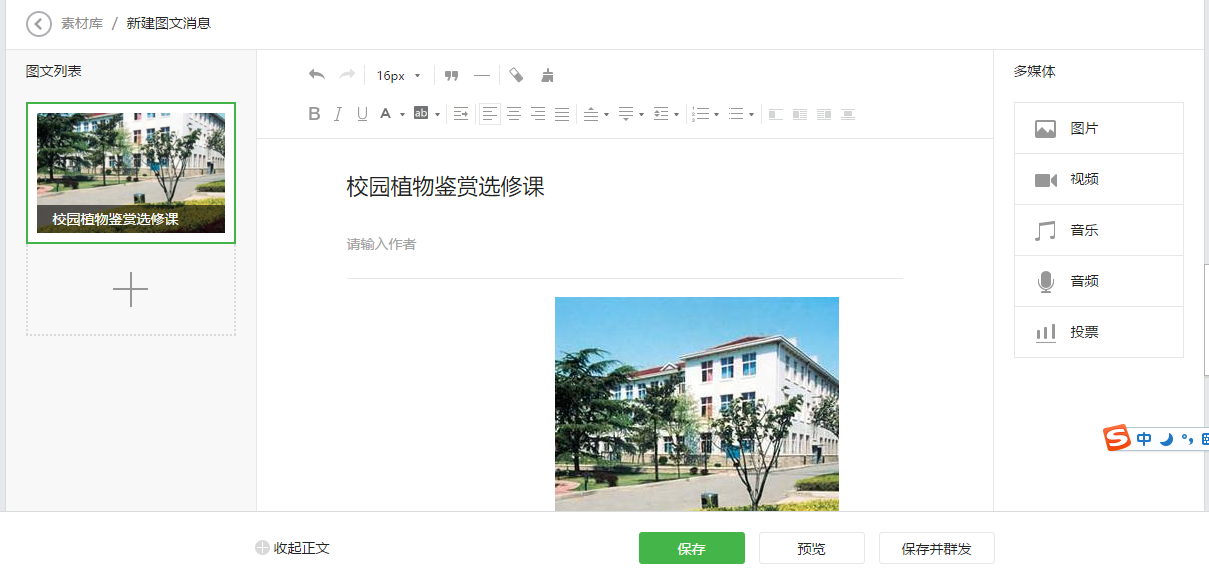 素材库 / 新建图文消息
图文列表
校园植物鉴赏选修课
16px
B I U A ab
校园植物鉴赏选修课
请输入作者
多媒体
图片
视频
音乐
音频
投票
中
收起正文
保存
预览
保存并群发